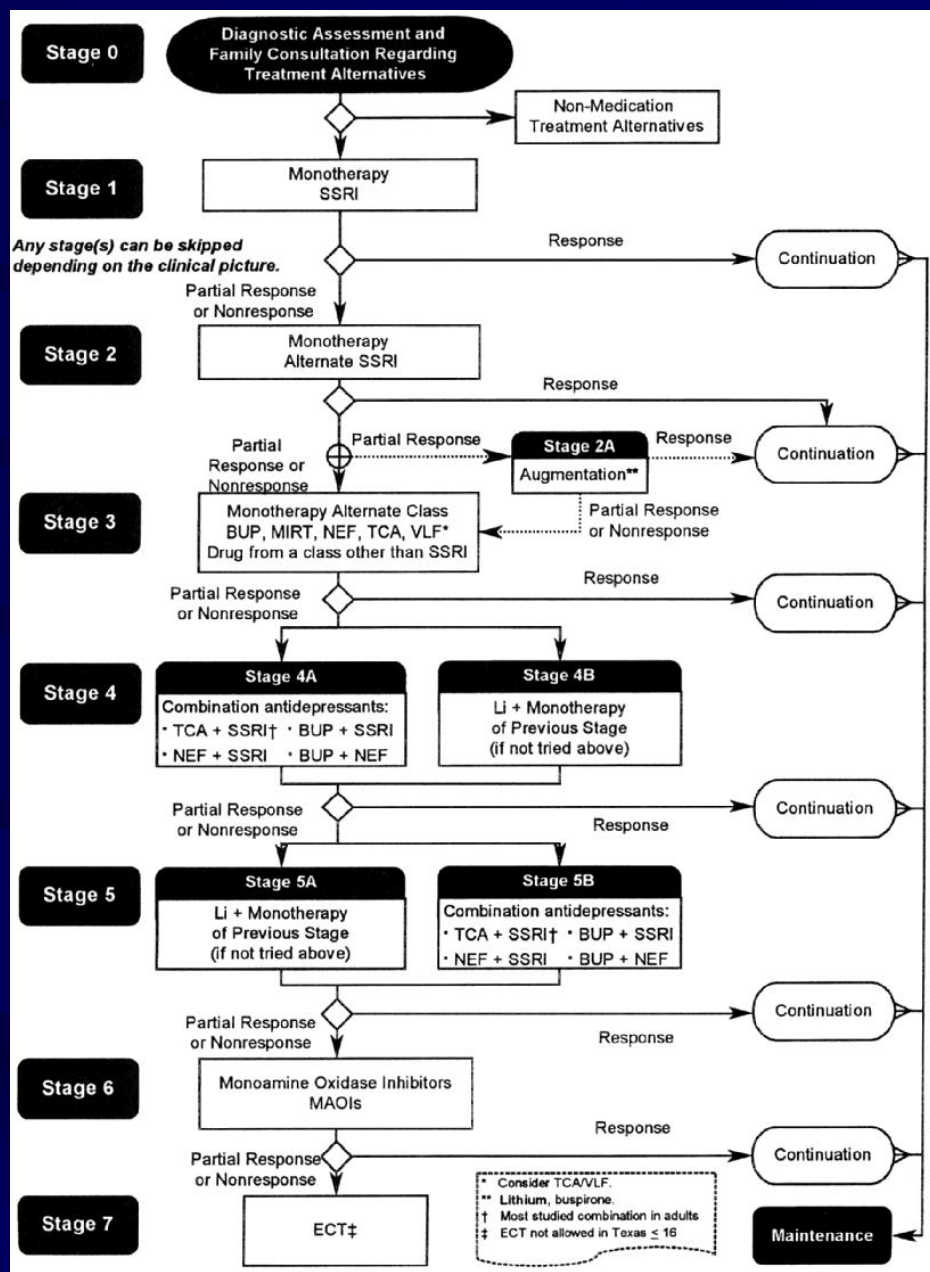 Stage 0
Diagnostic Assessment and
Family Consultation Regarding
Treatment Alternatives
Non-Medication
Treatment Alternatives
Stage 1
Monotherapy
SSRI
Any stage(s) can be skipped
depending on the clinical picture.
Response
Continuation
Partial Response
or Nonresponse
Stage 2
Monotherapy
Alternate SSRI
Response
Continuation
Partial
Response or
Nonresponse
Partial Response
Stage 2A
Augmentation**
Response
Partial Response
or Nonresponse
Stage 3
Monotherapy Alternate Class
BUP, MIRT, NEF, TCA, VLF*
Drug from a class other than SSRI
Partial Response
or Nonresponse
Response
Continuation
Stage 4
Stage 4A
Combination antidepressants:
· TCA + SSRI† · BUP + SSRI
· NEF + SSRI · BUP + NEF
Stage 4B
Li + Monotherapy
of Previous Stage
(if not tried above)
Partial Response
or Nonresponse
Response
Continuation
Stage 5
Stage 5A
Li + Monotherapy
of Previous Stage
(if not tried above)
Stage 5B
Combination antidepressants:
· TCA + SSRI† · BUP + SSRI
· NEF + SSRI · BUP + NEF
Partial Response
or Nonresponse
Response
Continuation
Stage 6
Monoamine Oxidase Inhibitors
MAOIs
Partial Response
or Nonresponse
Response
Continuation
Stage 7
ECT‡
* Consider TCA/VLF.
** Lithium, buspirone.
† Most studied combination in adults
‡ ECT not allowed in Texas ≤ 16
Maintenance